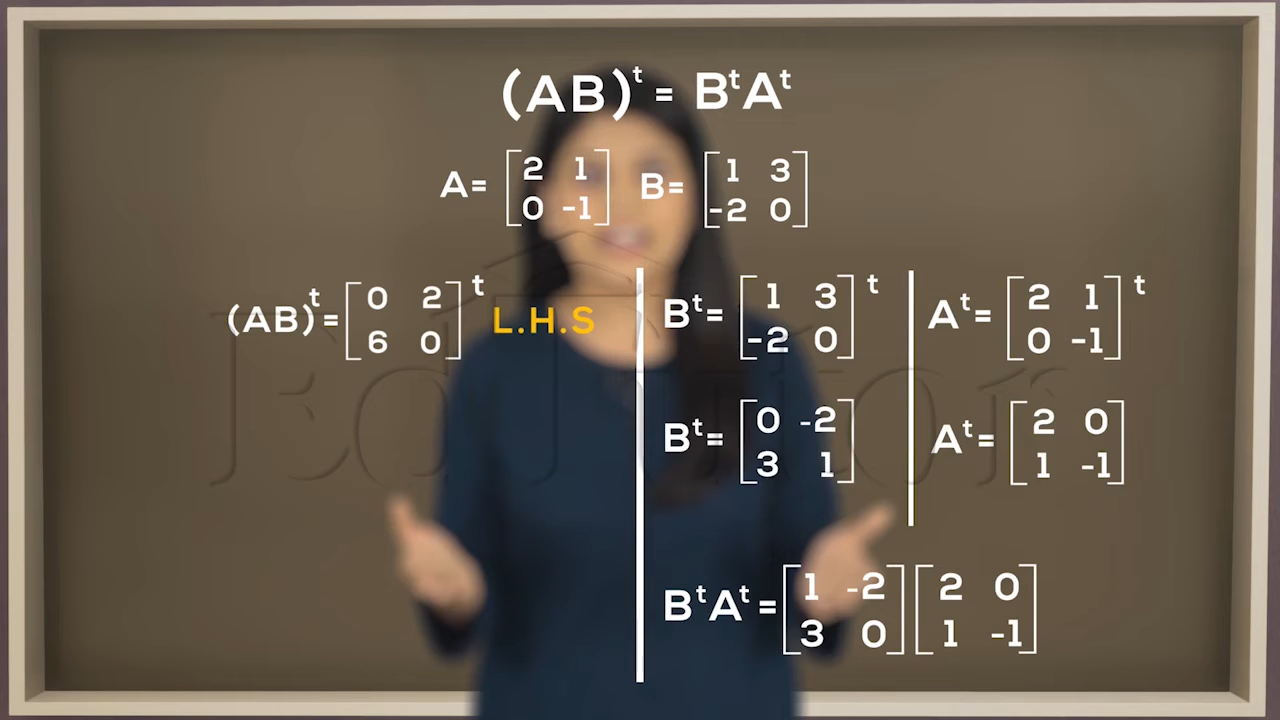 (AB)ᵗ = BᵗAᵗ
A = [2 1
0 -1] B = [1 3
-2 0]
(AB)ᵗ = [0 2
6 0]ᵗ L.H.S
Bᵗ = [1 3
-2 0]ᵗ
Bᵗ = [0 -2
3 1]
Aᵗ = [2 1
0 -1]ᵗ
Aᵗ = [2 0
1 -1]
BᵗAᵗ = [1 -2
3 0] [2 0
1 -1]